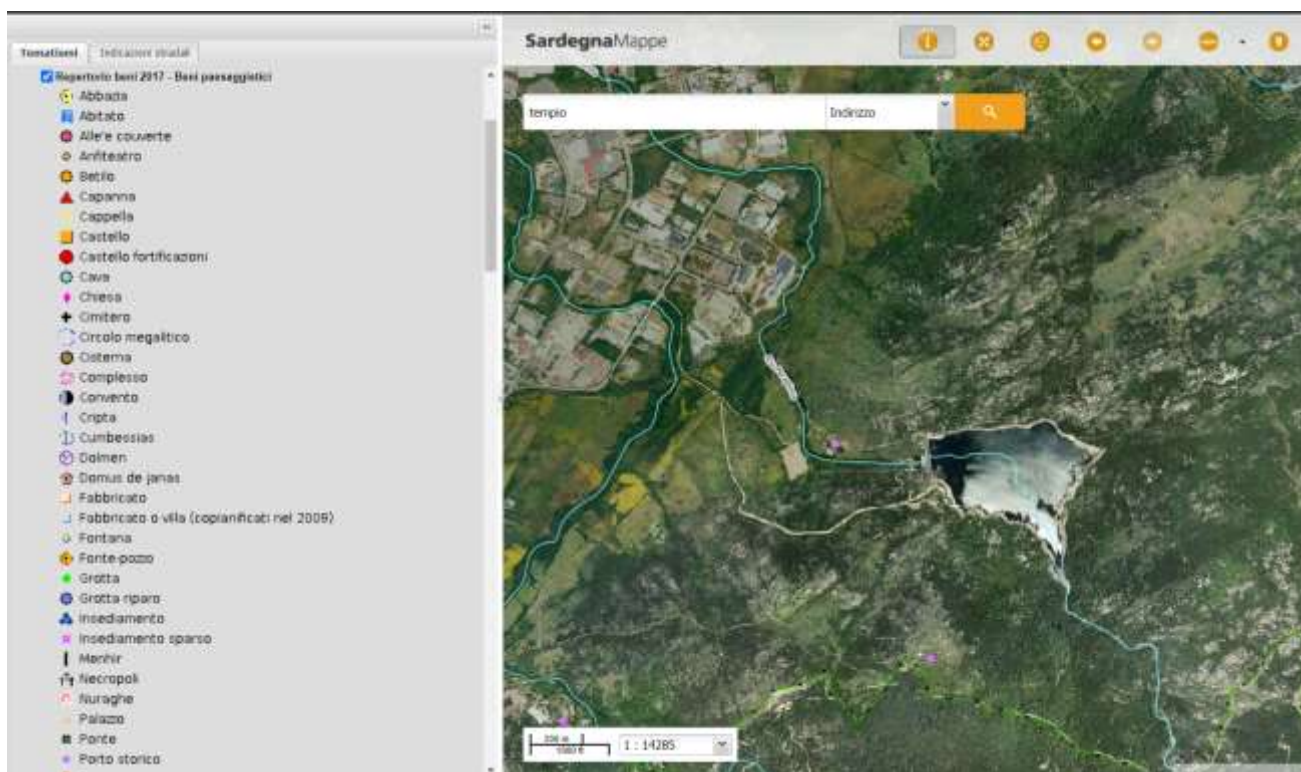 Tematismi
Indicazioni stradali
Repertorio beni 2017 - Beni paesaggistici
Abbazia
Abitato
Alle'e couverte
Anfiteatro
Betilo
Capanna
Cappella
Castello
Castello fortificazioni
Cava
Chiesa
Cimitero
Circolo megalitico
Cisterna
Complesso
Convento
Cripta
Cumbessias
Dolmen
Domus de janas
Fabbricato
Fabbricato o villa (copianificati nel 2009)
Fontana
Fonte-pozzo
Grotta
Grotta riparo
Insediamento
Insediamento sparso
Menhir
Necropoli
Nuraghe
Palazzo
Ponte
Porto storico
SardegnaMappe
tempio
Indirizzo
1 : 14285